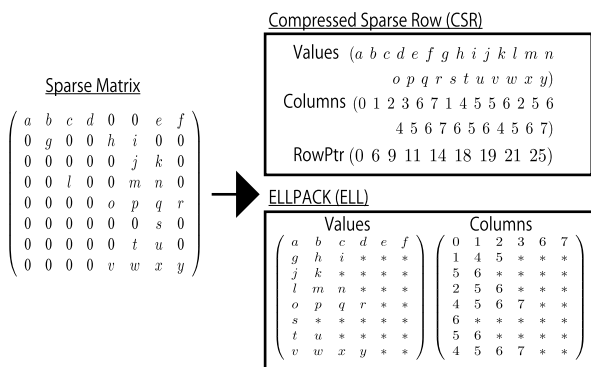 Sparse Matrix
a b c d 0 0 e f
0 g 0 0 h i 0 0
0 0 0 0 0 j k 0
0 0 l 0 0 m n 0
0 0 0 0 o p q r
0 0 0 0 0 0 s 0
0 0 0 0 0 t u 0
0 0 0 0 v w x y
Compressed Sparse Row (CSR)
Values (a b c d e f g h i j k l m n
o p q r s t u v w x y)
Columns (0 1 2 3 6 7 1 4 5 5 6 2 5 6
4 5 6 7 6 5 6 4 5 6 7)
RowPtr (0 6 9 11 14 18 19 21 25)
ELLPACK (ELL)
Values
a b c d e f
g h i * * *
j k * * * *
l m n * * *
o p q r * *
s * * * * *
t u * * * *
v w x y * *
Columns
0 1 2 3 6 7
1 4 5 * * *
5 6 * * * *
2 5 6 * * *
4 5 6 7 * *
6 * * * * *
5 6 * * * *
4 5 6 7 * *